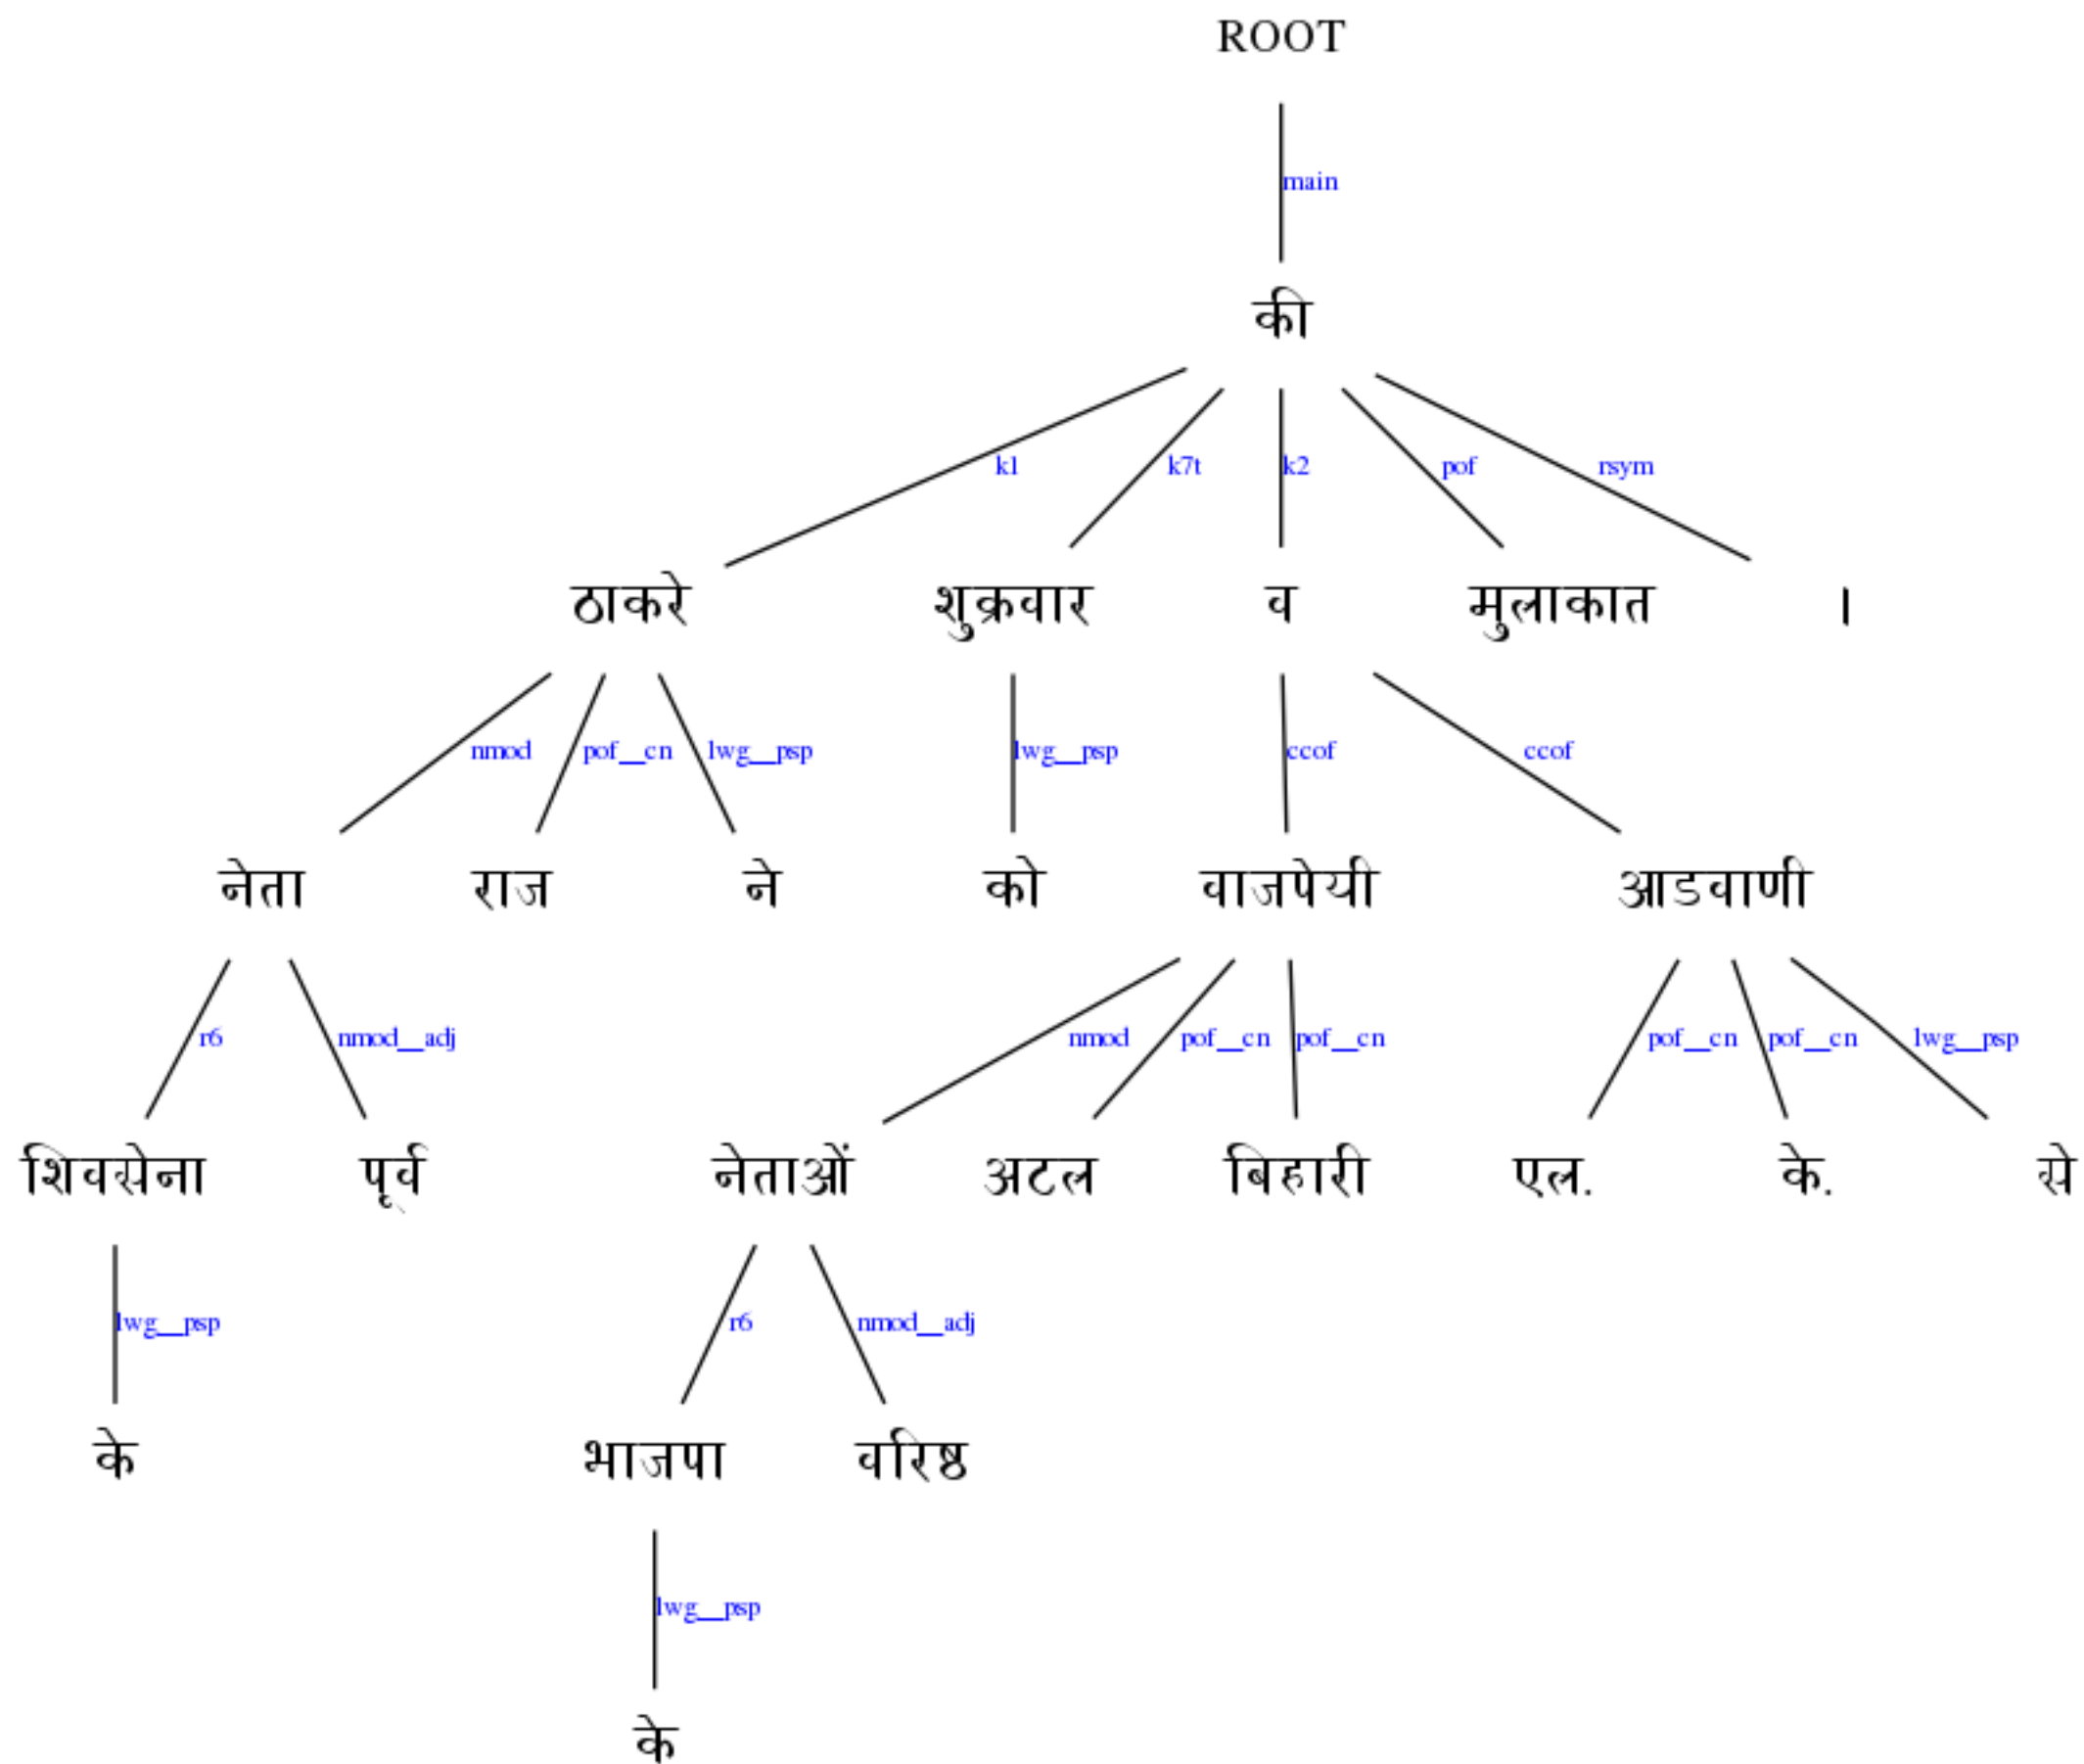 ROOT
main
की
k1 k7t k2 pof rsym
ठाकरे शुक्रवार व मुलाकात ।
nmod pof__cn lwg__psp lwg__psp ccof ccof
नेता राज ने को वाजपेयी आडवाणी
r6 nmod__adj nmod pof__cn pof__cn pof__cn pof__cn lwg__psp
शिवसेना पूर्व नेताओं अटल बिहारी एल. के. से
lwg__psp r6 nmod__adj
के भाजपा वरिष्ठ
lwg__psp
के